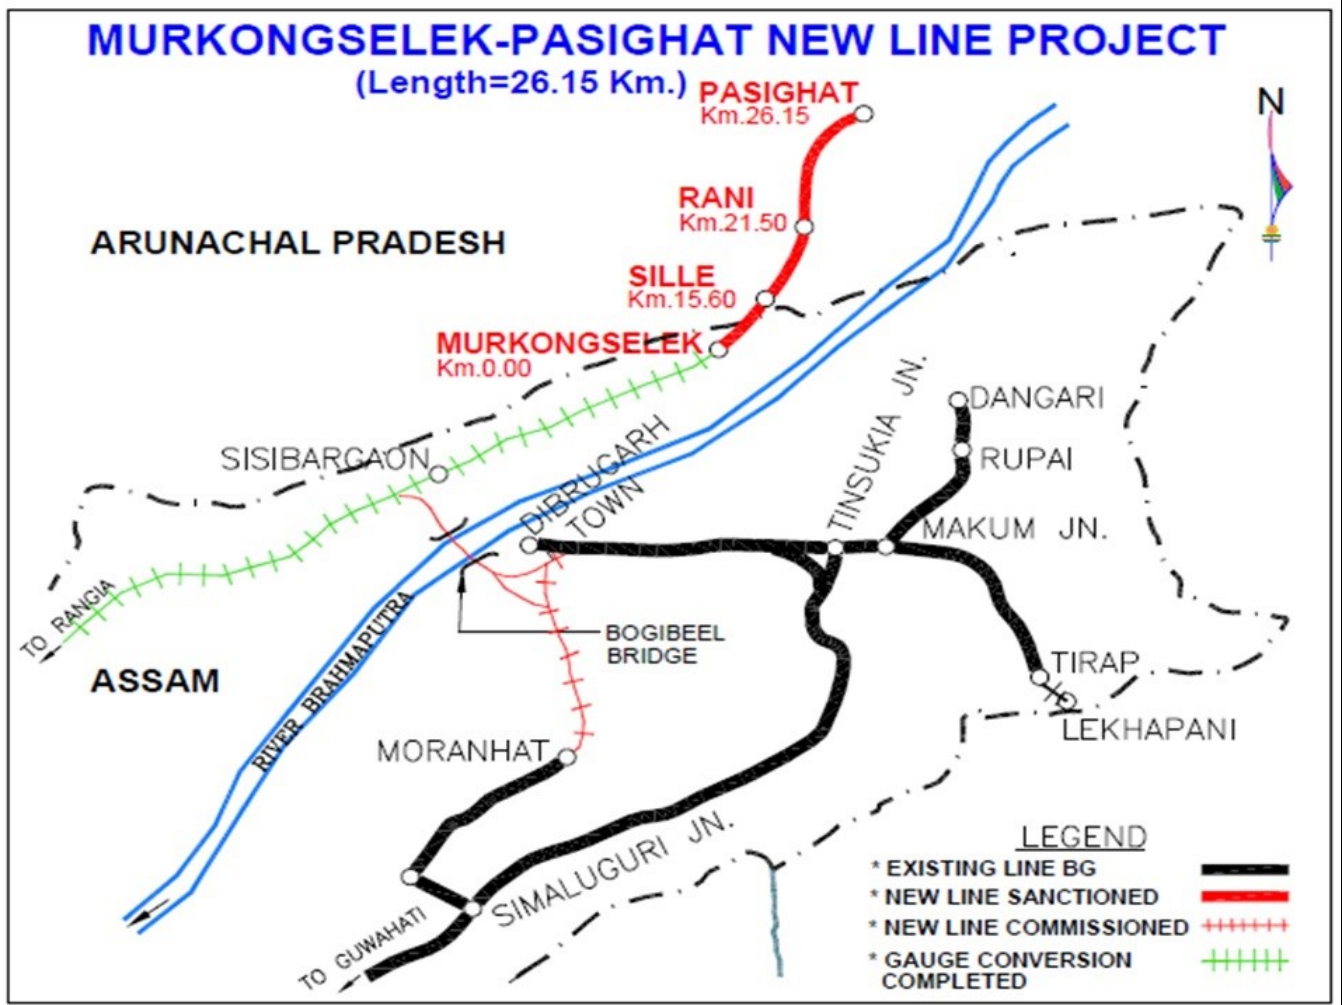 MURKONGSELEK-PASIGHAT NEW LINE PROJECT
(Length=26.15 Km.)
PASIGHAT
Km.26.15
N
RANI
Km.21.50
ARUNACHAL PRADESH
SILLE
Km.15.60
MURKONGSELEK
Km.0.00
DANGARI
SISIBARGAON
RUPAI
DIBRUGARH
TOWN
TINSUKIA JN.
MAKUM JN.
TO RANGIA
BOGIBEEL
BRIDGE
ASSAM
RIVER BRAHMAPUTRA
TIRAP
LEKHAPANI
MORANHAT
SIMALUGURI JN.
TO GUWAHATI
LEGEND
* EXISTING LINE BG
* NEW LINE SANCTIONED
* NEW LINE COMMISSIONED
* GAUGE CONVERSION
COMPLETED